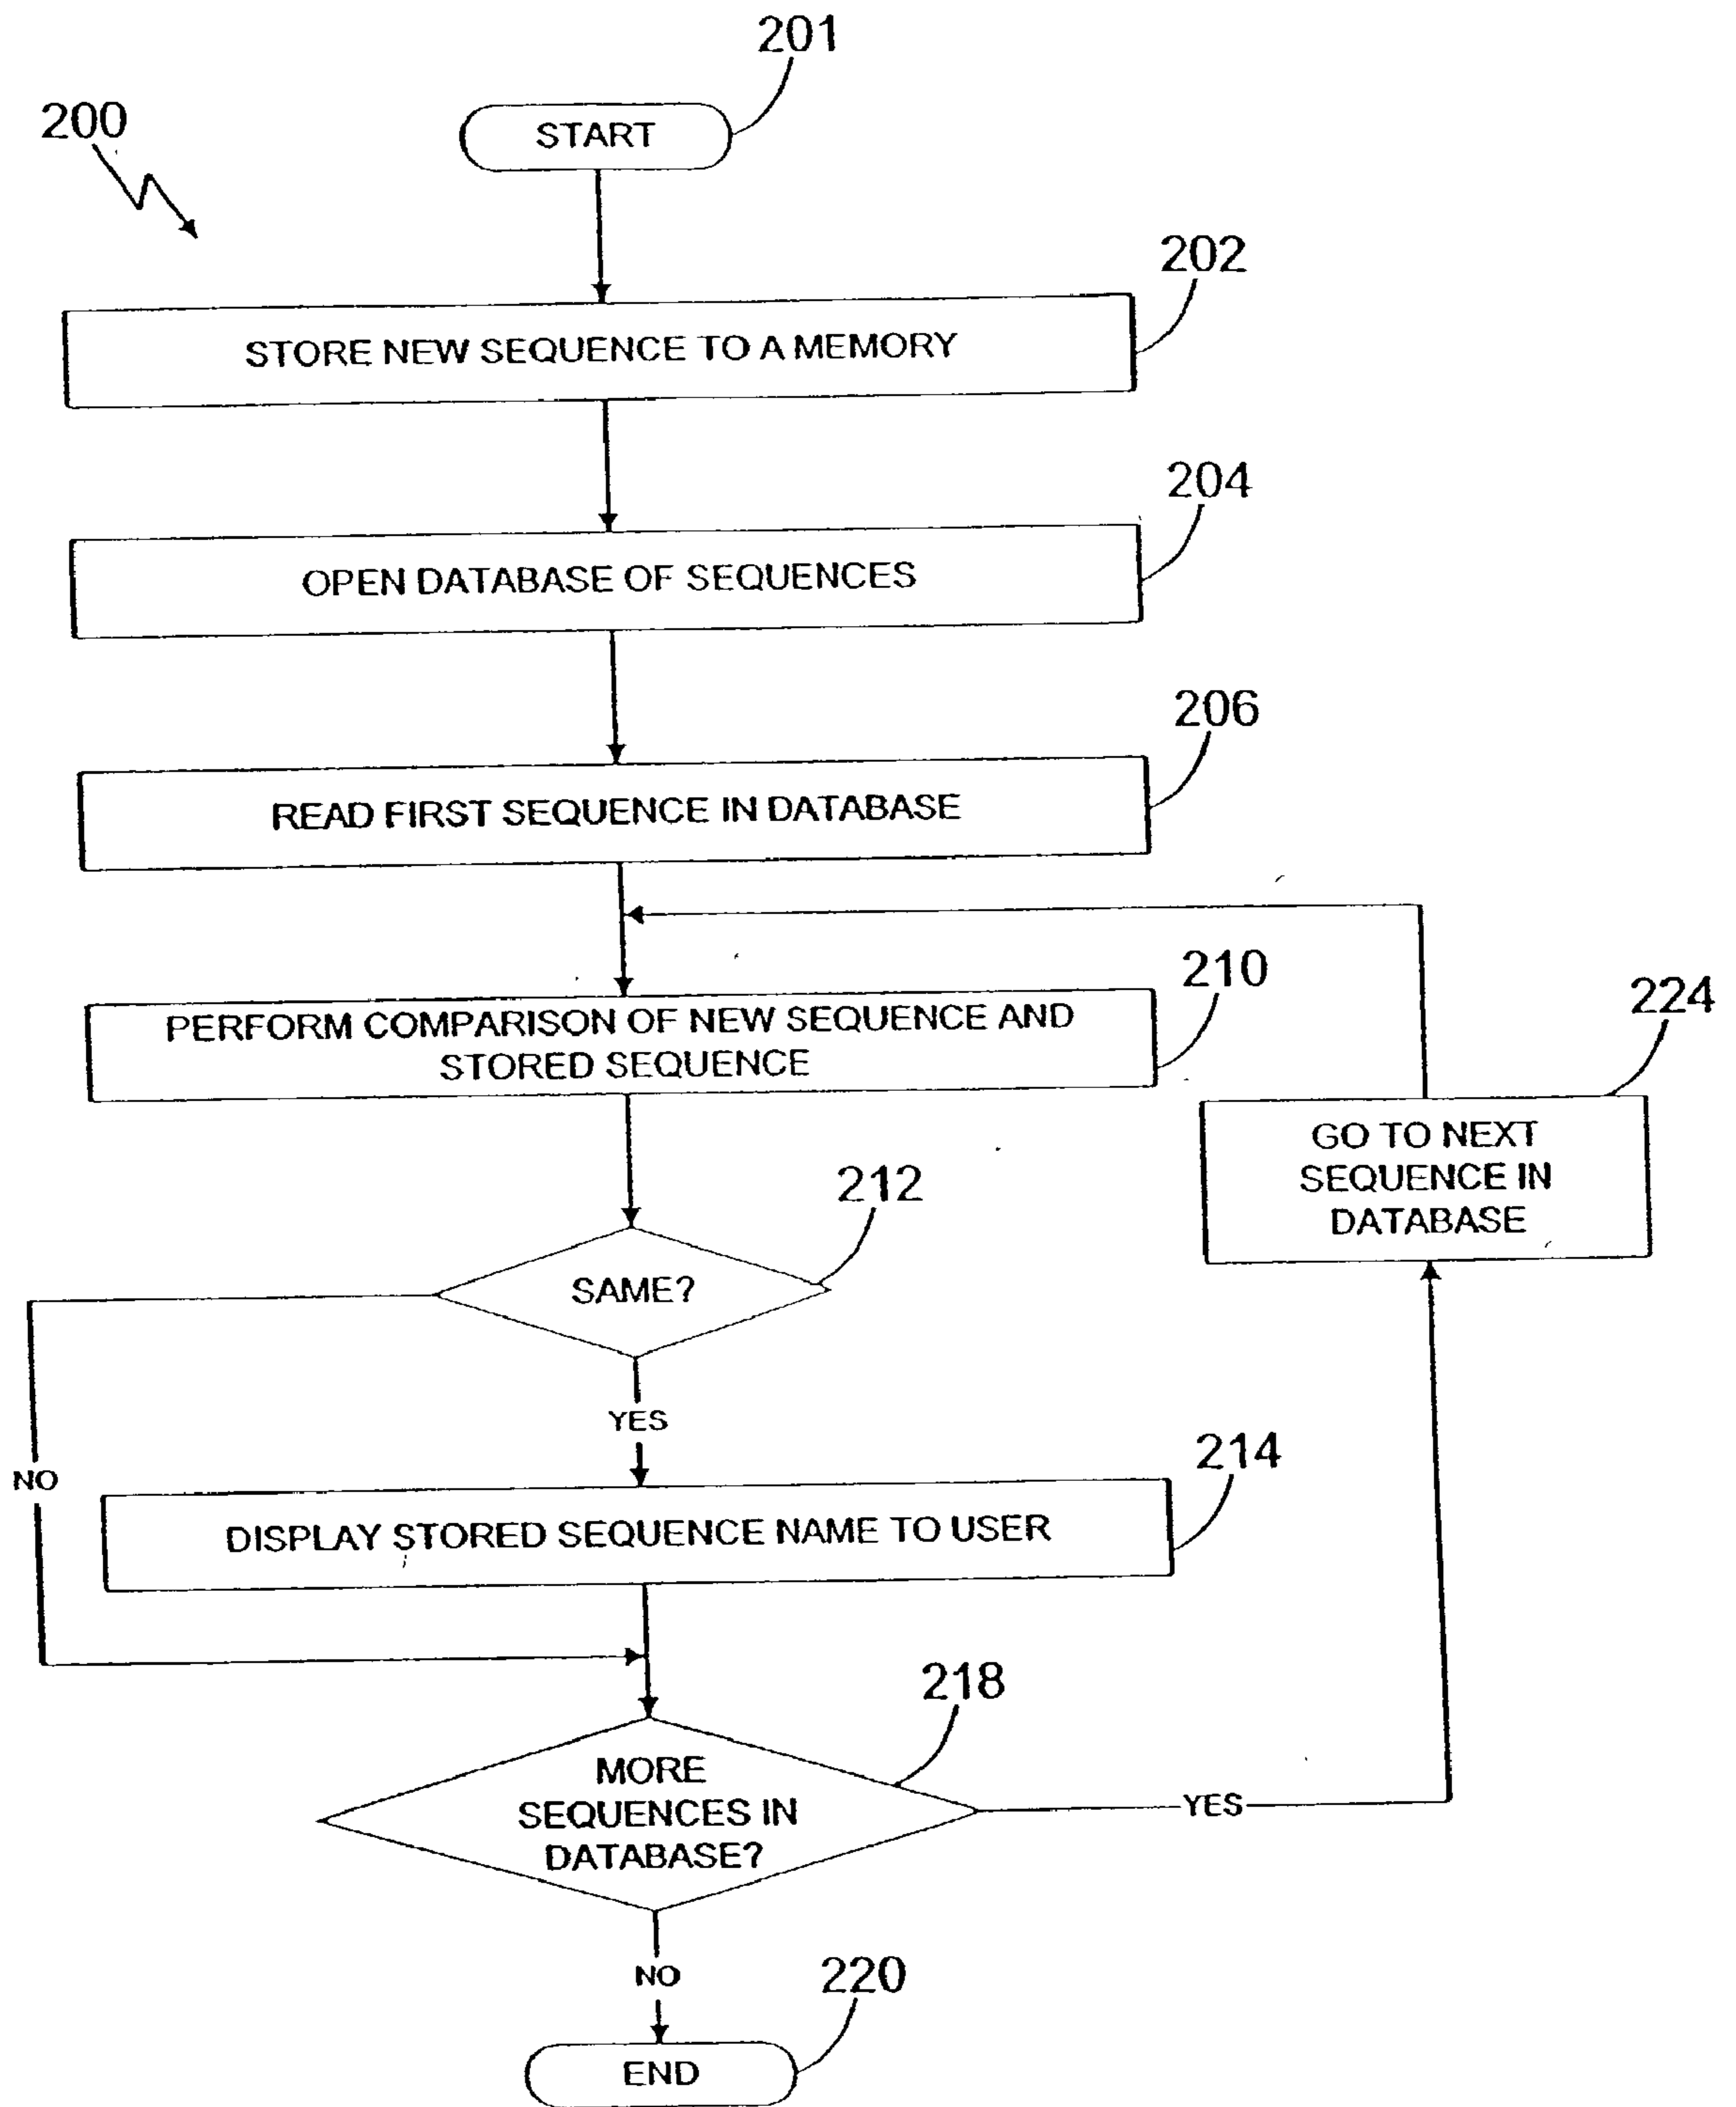 201
200
START
202
STORE NEW SEQUENCE TO A MEMORY
204
OPEN DATABASE OF SEQUENCES
206
READ FIRST SEQUENCE IN DATABASE
210
PERFORM COMPARISON OF NEW SEQUENCE AND
STORED SEQUENCE
224
GO TO NEXT
SEQUENCE IN
DATABASE
212
SAME?
YES
NO
214
DISPLAY STORED SEQUENCE NAME TO USER
218
MORE
SEQUENCES IN
DATABASE?
YES
NO
220
END